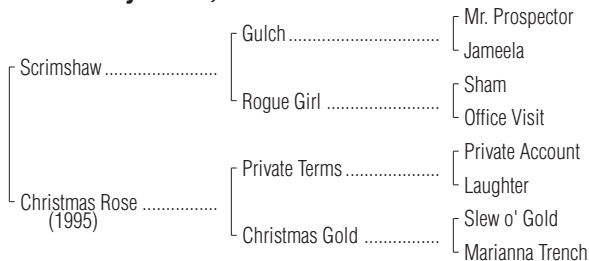 Mr. Prospector
Gulch ..............................
Jameela
Scrimshaw .......................
Sham
Rogue Girl .......................
Office Visit
Private Account
Private Terms...................
Laughter
Christmas Rose ...............
(1995)
Slew o' Gold
Christmas Gold ...............
Marianna Trench